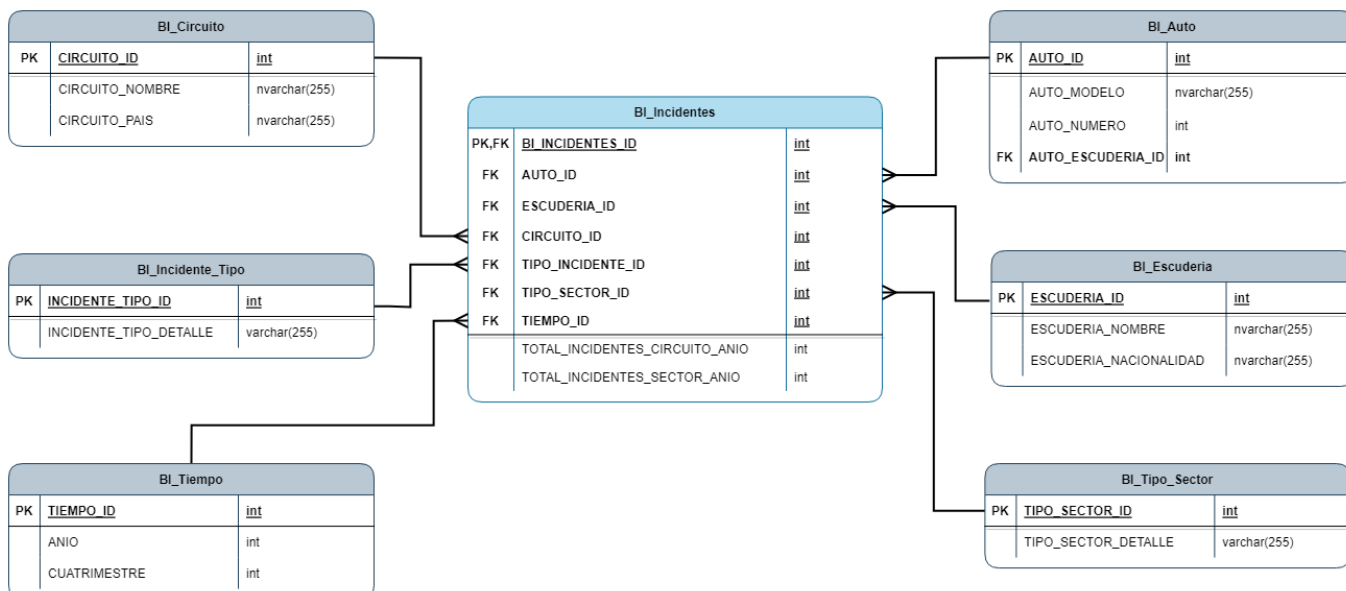 BI_Circuito
PK CIRCUITO_ID int
CIRCUITO_NOMBRE nvarchar(255)
CIRCUITO_PAIS nvarchar(255)
BI_Incidente_Tipo
PK INCIDENTE_TIPO_ID int
INCIDENTE_TIPO_DETALLE varchar(255)
BI_Tiempo
PK TIEMPO_ID int
ANIO int
CUATRIMESTRE int
BI_Incidentes
PK,FK BI_INCIDENTES_ID int
FK AUTO_ID int
FK ESCUDERIA_ID int
FK CIRCUITO_ID int
FK TIPO_INCIDENTE_ID int
FK TIPO_SECTOR_ID int
FK TIEMPO_ID int
TOTAL_INCIDENTES_CIRCUITO_ANIO int
TOTAL_INCIDENTES_SECTOR_ANIO int
BI_Auto
PK AUTO_ID int
AUTO_MODELO nvarchar(255)
AUTO_NUMERO int
FK AUTO_ESCUDERIA_ID int
BI_Escuderia
PK ESCUDERIA_ID int
ESCUDERIA_NOMBRE nvarchar(255)
ESCUDERIA_NACIONALIDAD nvarchar(255)
BI_Tipo_Sector
PK TIPO_SECTOR_ID int
TIPO_SECTOR_DETALLE varchar(255)